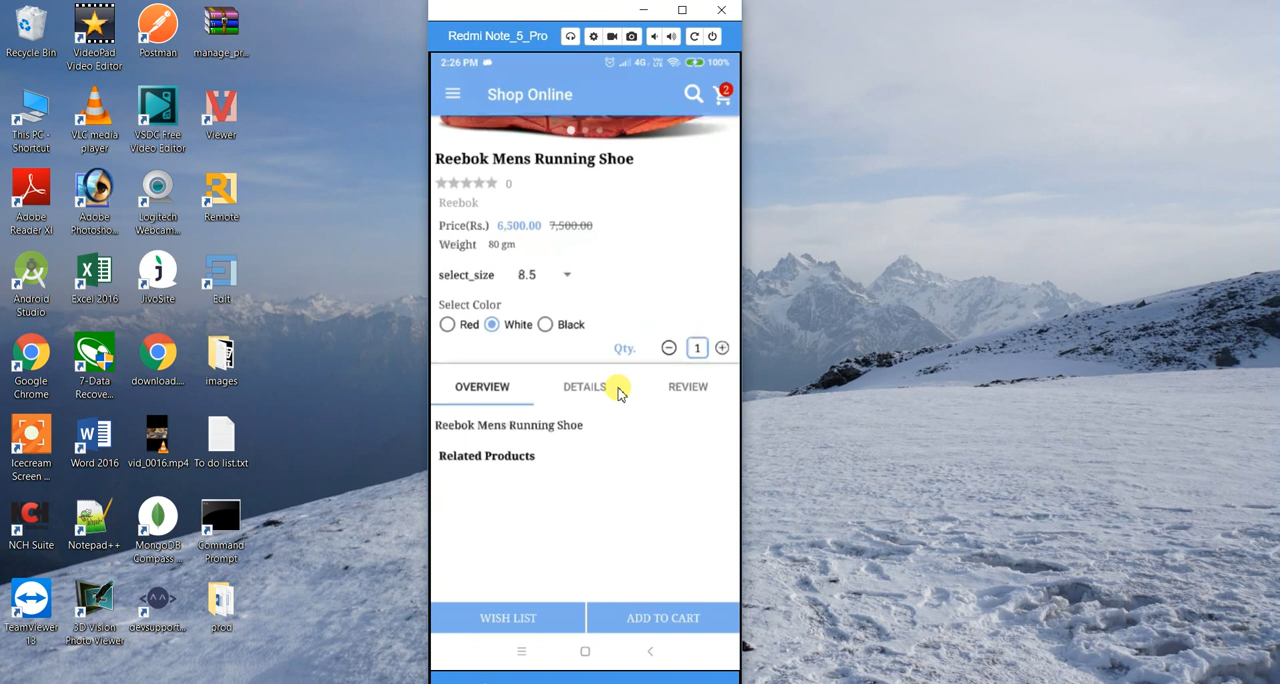 Recycle Bin
VideoPad
Video Editor
Postman
manage_pr...
This PC -
Shortcut
VLC media
player
VSDC Free
Video Editor
Viewer
Adobe
Reader XI
Adobe
Photosho...
Logitech
Webcam...
Remote
Android
Studio
Excel 2016
JivoSite
Edit
Google
Chrome
7-Data
Recove...
download....
images
Icecream
Screen ...
Word 2016
vid_0016.mp4
To do list.txt
NCH Suite
Notepad++
MongoDB
Compass ...
Command
Prompt
TeamViewer
13
3D Vision
Photo Viewer
devsupport...
prod
Redmi Note_5_Pro
2:26 PM
4G
100%
Shop Online
2
Reebok Mens Running Shoe
0
Reebok
Price(Rs.) 6,500.00 7,500.00
Weight 80 gm
select_size 8.5
Select Color
Red White Black
Qty. 1
OVERVIEW DETAILS REVIEW
Reebok Mens Running Shoe
Related Products
WISH LIST ADD TO CART